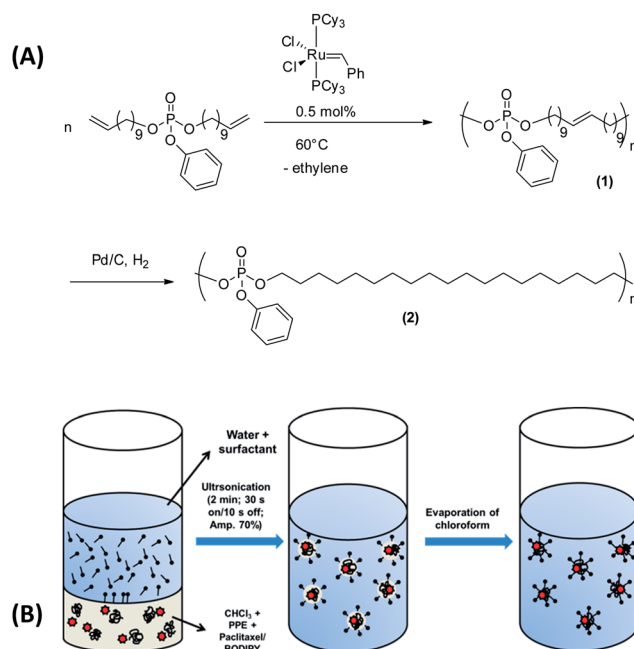 (A)
PCy3
Cl
Cl
Ru
Ph
PCy3
n
9
O
O
P
O
O
9
0.5 mol%
60°C
- ethylene
O
O
P
O
O
9
9
n
(1)
Pd/C, H2
O
O
P
O
O
n
(2)
(B)
Water +
surfactant
Ultrsonication
(2 min; 30 s
on/10 s off;
Amp. 70%)
Evaporation of
chloroform
CHCl3 +
PPE +
Paclitaxel/
BODIPY